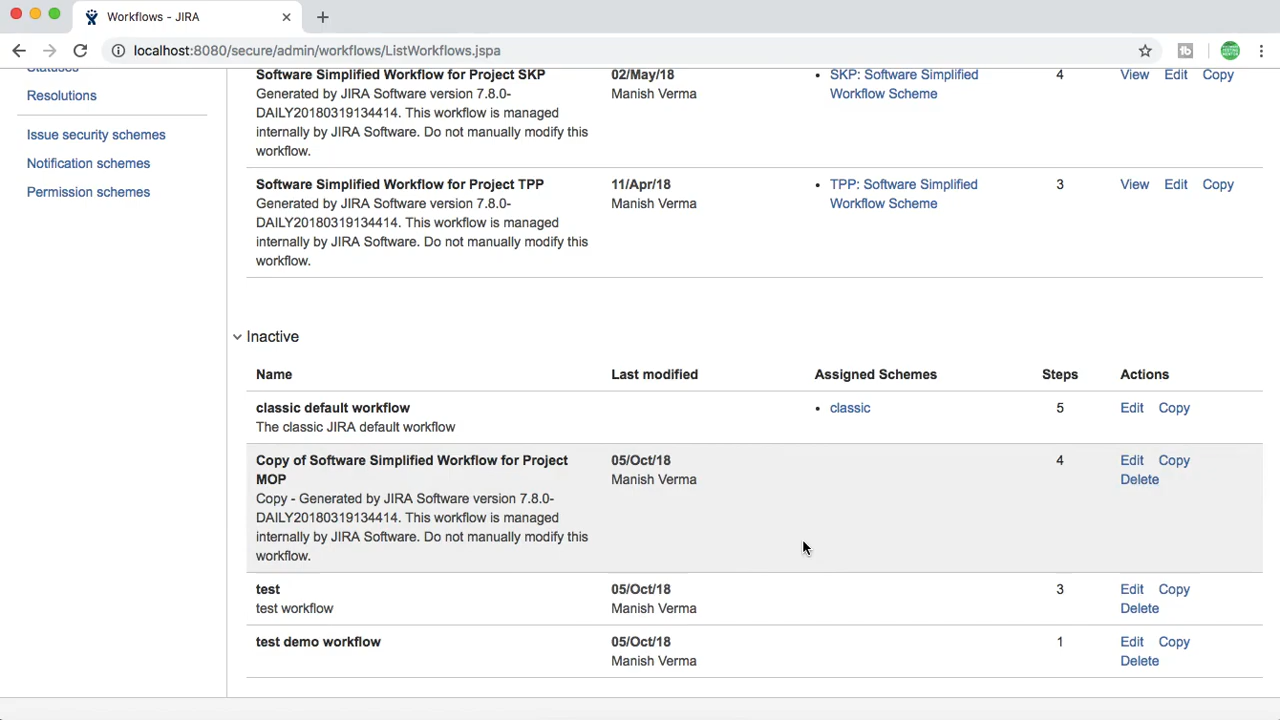 Workflows - JIRA
localhost:8080/secure/admin/workflows/ListWorkflows.jspa
Statuses
Resolutions
Issue security schemes
Notification schemes
Permission schemes
Software Simplified Workflow for Project SKP
Generated by JIRA Software version 7.8.0-
DAILY20180319134414. This workflow is managed
internally by JIRA Software. Do not manually modify this
workflow.
02/May/18
Manish Verma
• SKP: Software Simplified
Workflow Scheme
4
View Edit Copy
Software Simplified Workflow for Project TPP
Generated by JIRA Software version 7.8.0-
DAILY20180319134414. This workflow is managed
internally by JIRA Software. Do not manually modify this
workflow.
11/Apr/18
Manish Verma
• TPP: Software Simplified
Workflow Scheme
3
View Edit Copy
Inactive
Name Last modified Assigned Schemes Steps Actions
classic default workflow
The classic JIRA default workflow
• classic
5
Edit Copy
Copy of Software Simplified Workflow for Project
MOP
Copy - Generated by JIRA Software version 7.8.0-
DAILY20180319134414. This workflow is managed
internally by JIRA Software. Do not manually modify this
workflow.
05/Oct/18
Manish Verma
4
Edit Copy
Delete
test
test workflow
05/Oct/18
Manish Verma
3
Edit Copy
Delete
test demo workflow
05/Oct/18
Manish Verma
1
Edit Copy
Delete